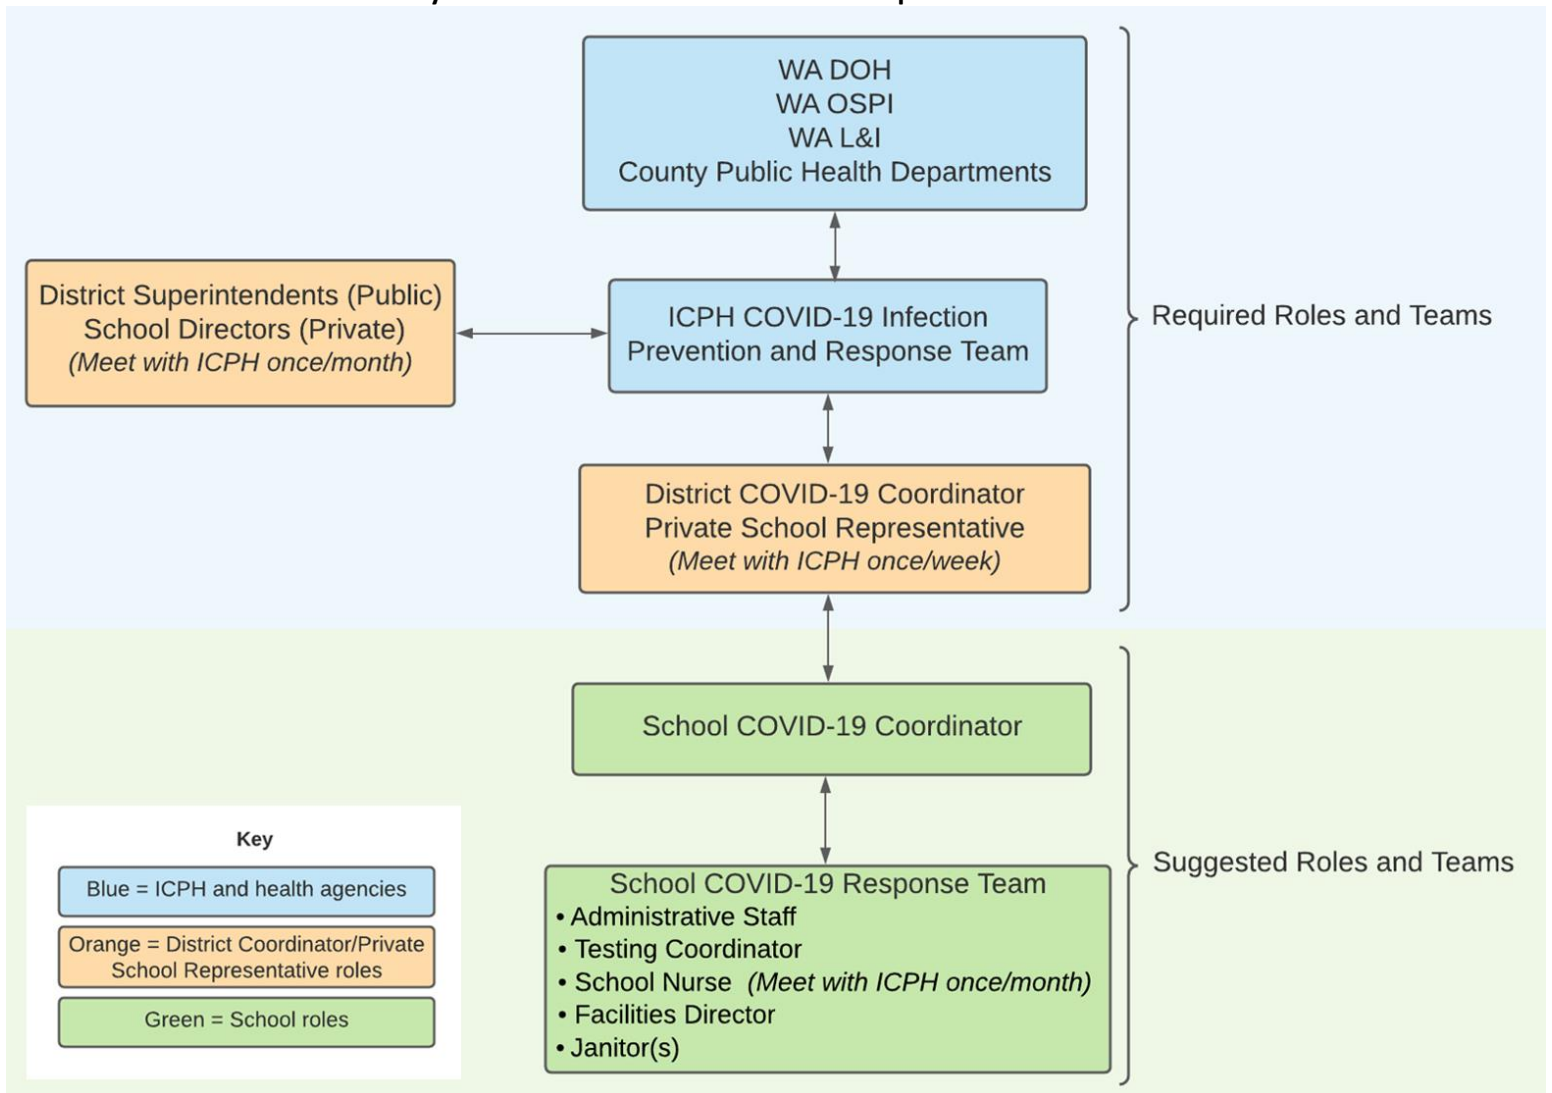 WA DOH
WA OSPI
WA L&I
County Public Health Departments
District Superintendents (Public)
School Directors (Private)
(Meet with ICPH once/month)
ICPH COVID-19 Infection
Prevention and Response Team
Required Roles and Teams
District COVID-19 Coordinator
Private School Representative
(Meet with ICPH once/week)
School COVID-19 Coordinator
Suggested Roles and Teams
School COVID-19 Response Team
• Administrative Staff
• Testing Coordinator
• School Nurse (Meet with ICPH once/month)
• Facilities Director
• Janitor(s)
Key
Blue = ICPH and health agencies
Orange = District Coordinator/Private
School Representative roles
Green = School roles